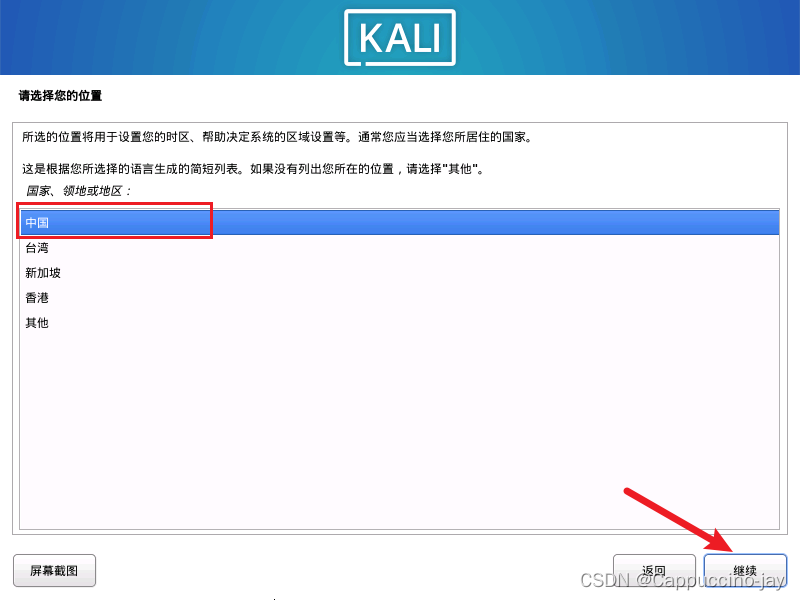 KALI
请选择您的位置
所选的位置将用于设置您的时区、帮助决定系统的区域设置等。通常您应当选择您所居住的国家。
这是根据您所选择的语言生成的简短列表。如果没有列出您所在的位置，请选择"其他"。
国家、领地或地区：
中国
台湾
新加坡
香港
其他
屏幕截图
返回
继续
CSDN @Cappuccino-jay